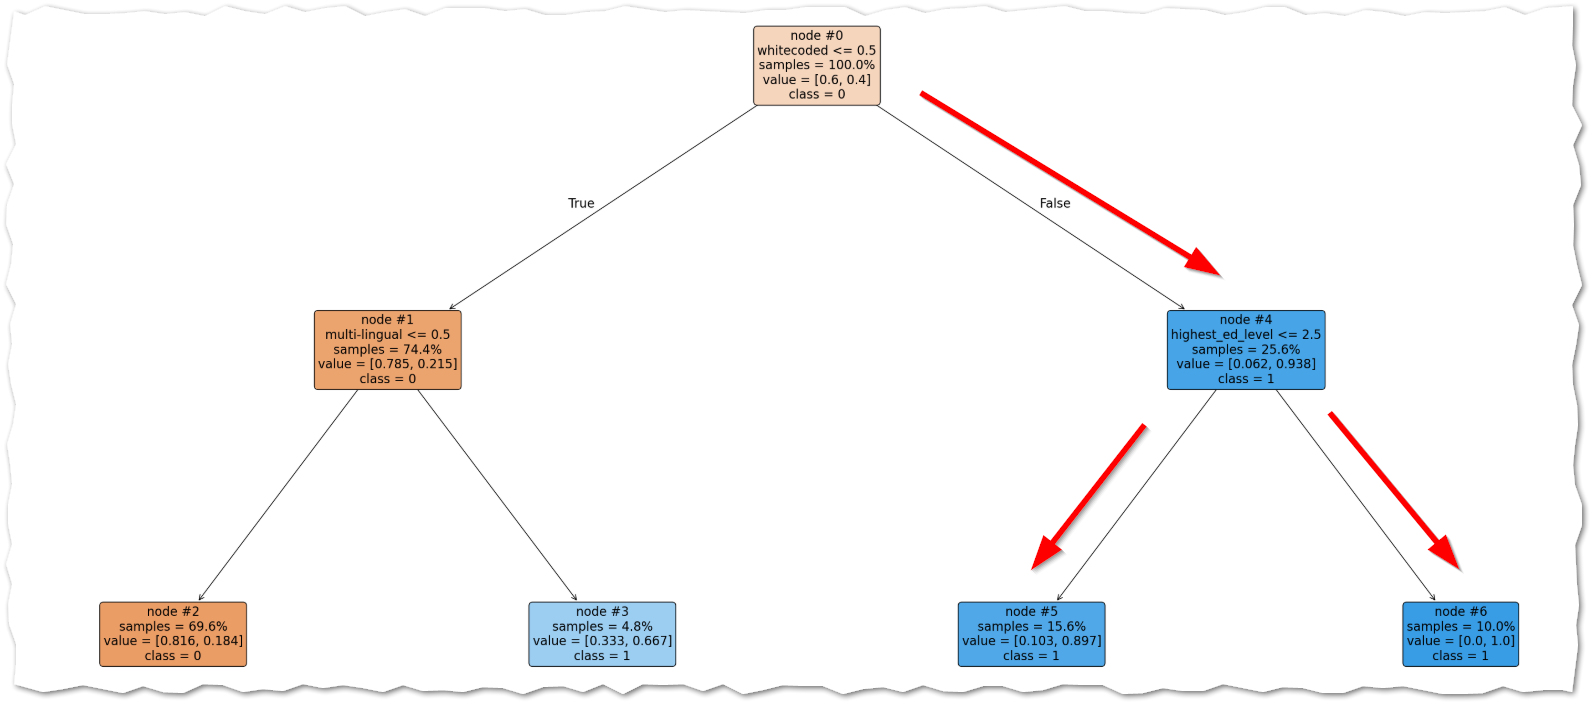 node #0
whitecoded <= 0.5
samples = 100.0%
value = [0.6, 0.4]
class = 0
True
False
node #1
multi-lingual <= 0.5
samples = 74.4%
value = [0.785, 0.215]
class = 0
node #4
highest_ed_level <= 2.5
samples = 25.6%
value = [0.062, 0.938]
class = 1
node #2
samples = 69.6%
value = [0.816, 0.184]
class = 0
node #3
samples = 4.8%
value = [0.333, 0.667]
class = 1
node #5
samples = 15.6%
value = [0.103, 0.897]
class = 1
node #6
samples = 10.0%
value = [0.0, 1.0]
class = 1